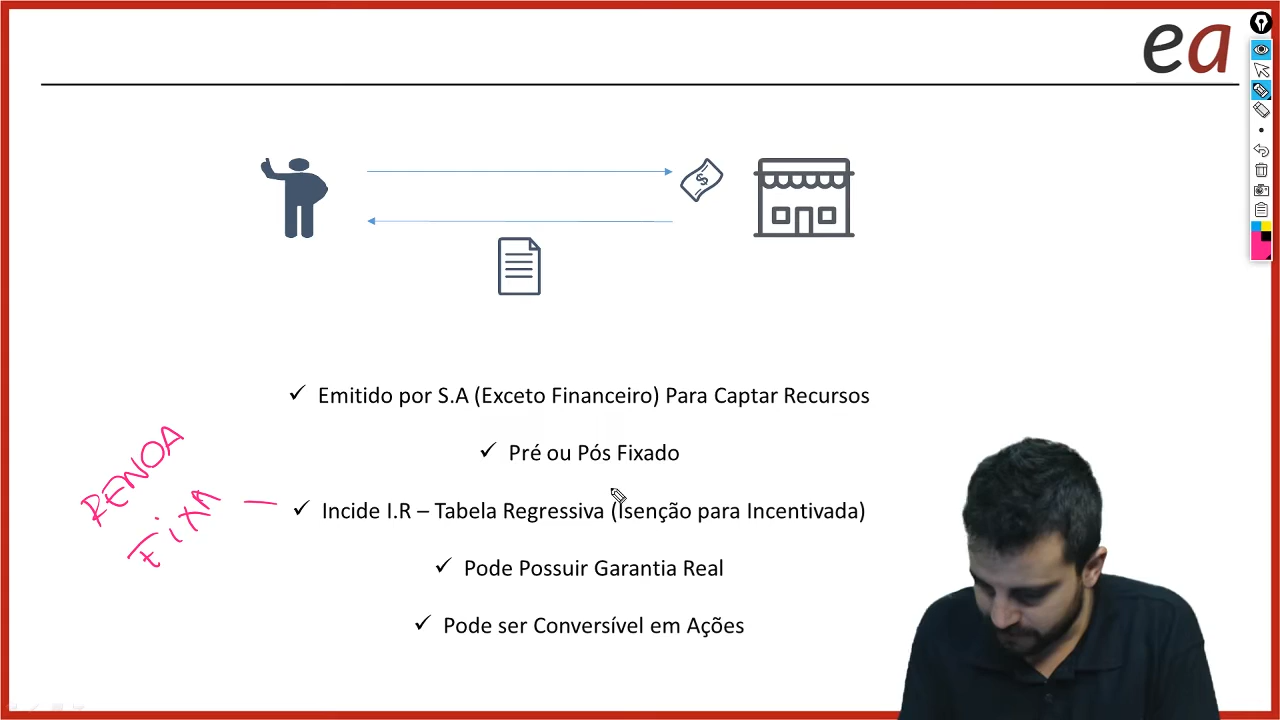 ea
$
✓ Emitido por S.A (Exceto Financeiro) Para Captar Recursos
✓ Pré ou Pós Fixado
RENDA
FIXA —
✓ Incide I.R – Tabela Regressiva (Isenção para Incentivada)
✓ Pode Possuir Garantia Real
✓ Pode ser Conversível em Ações